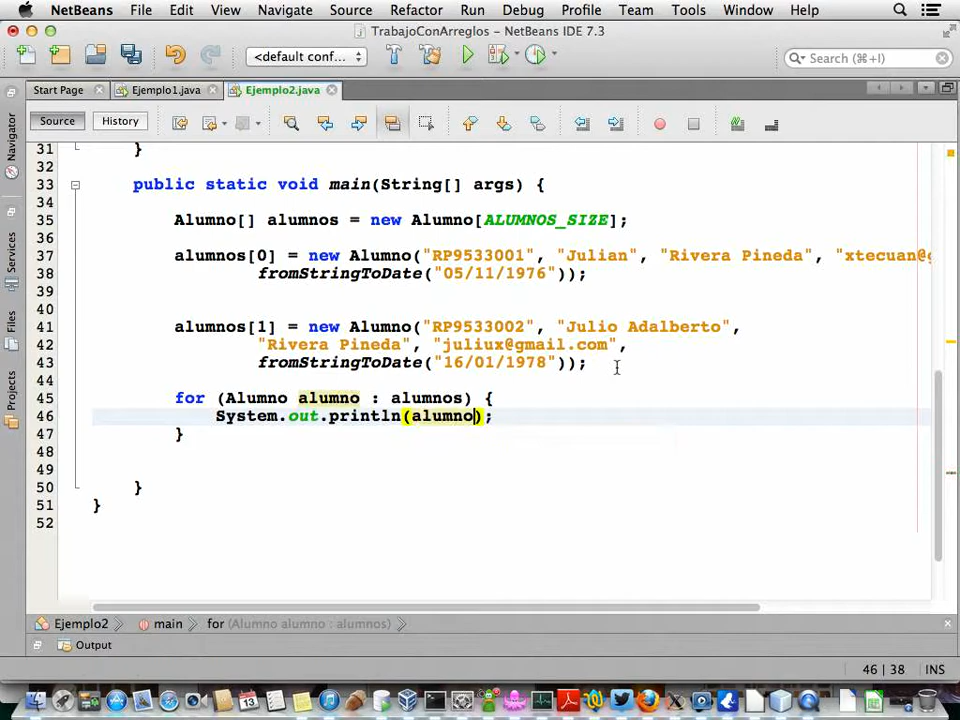 NetBeans File Edit View Navigate Source Refactor Run Debug Profile Team Tools Window Help
TrabajoConArreglos - NetBeans IDE 7.3
<default conf... Search (⌘+I)
Start Page Ejemplo1.java Ejemplo2.java
Source History
Navigator
Services
Files
Projects
31 }
32
33 public static void main(String[] args) {
34
35 Alumno[] alumnos = new Alumno[ALUMNOS_SIZE];
36
37 alumnos[0] = new Alumno("RP9533001", "Julian", "Rivera Pineda", "xtecuan@g
38 fromStringToDate("05/11/1976"));
39
40
41 alumnos[1] = new Alumno("RP9533002", "Julio Adalberto",
42 "Rivera Pineda", "juliux@gmail.com",
43 fromStringToDate("16/01/1978"));
44
45 for (Alumno alumno : alumnos) {
46 System.out.println(alumno);
47 }
48
49
50 }
51 }
52
Ejemplo2 main for (Alumno alumno : alumnos)
Output
46 | 38 INS
13